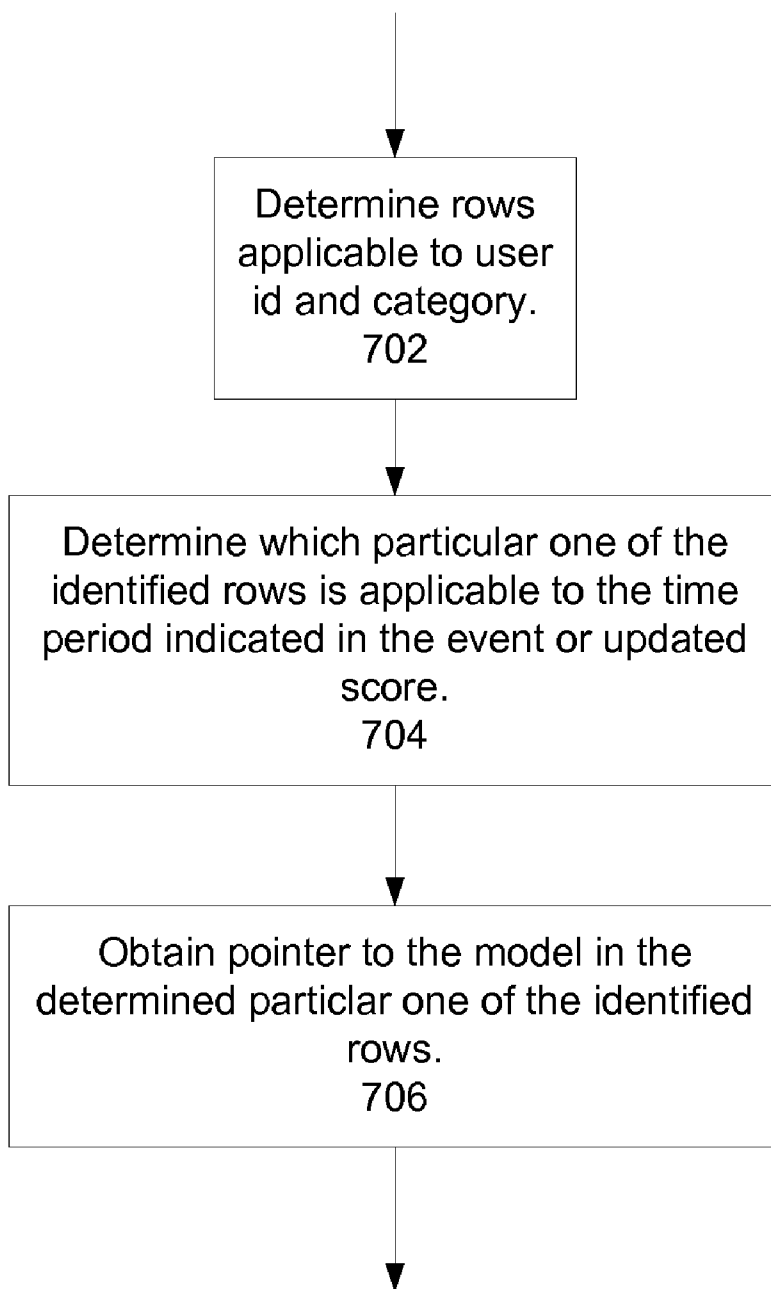 Determine rows
applicable to user
id and category.
702
Determine which particular one of the
identified rows is applicable to the time
period indicated in the event or updated
score.
704
Obtain pointer to the model in the
determined particlar one of the identified
rows.
706